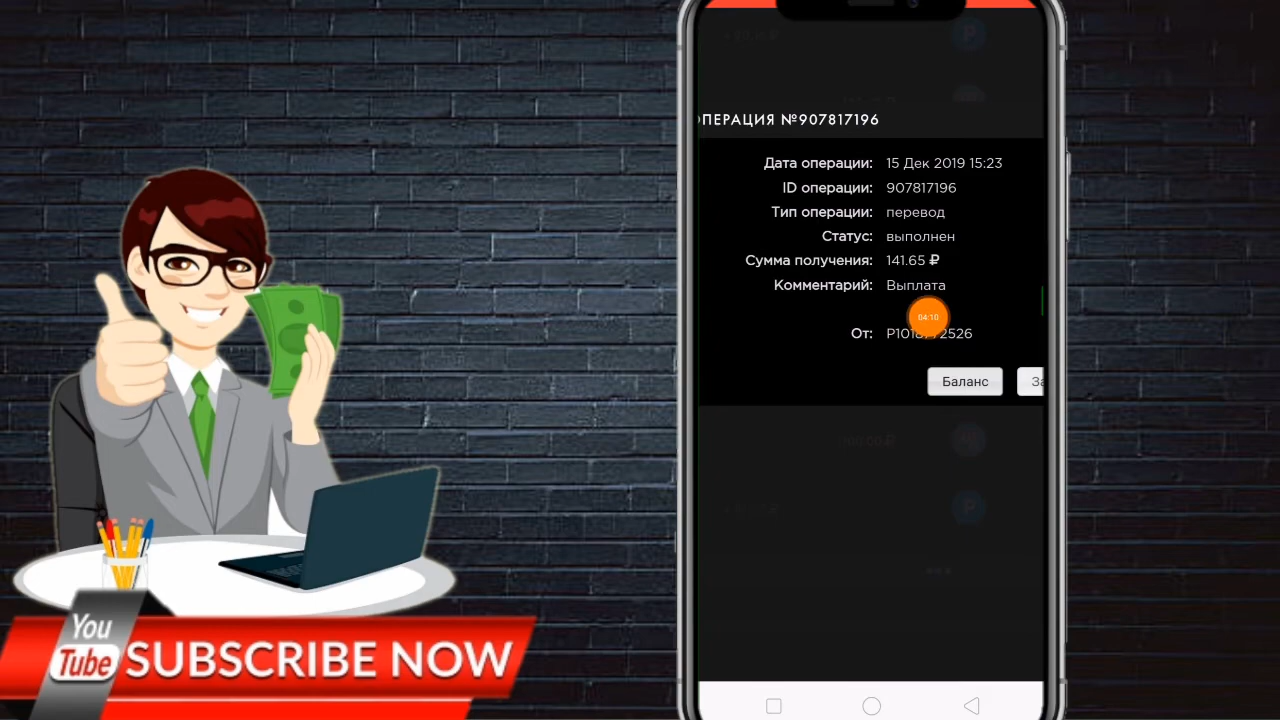 ОПЕРАЦИЯ №907817196
Дата операции: 15 Дек 2019 15:23
ID операции: 907817196
Тип операции: перевод
Статус: выполнен
Сумма получения: 141.65 ₽
Комментарий: Выплата
04:10
От:
Баланс
You
Tube SUBSCRIBE NOW